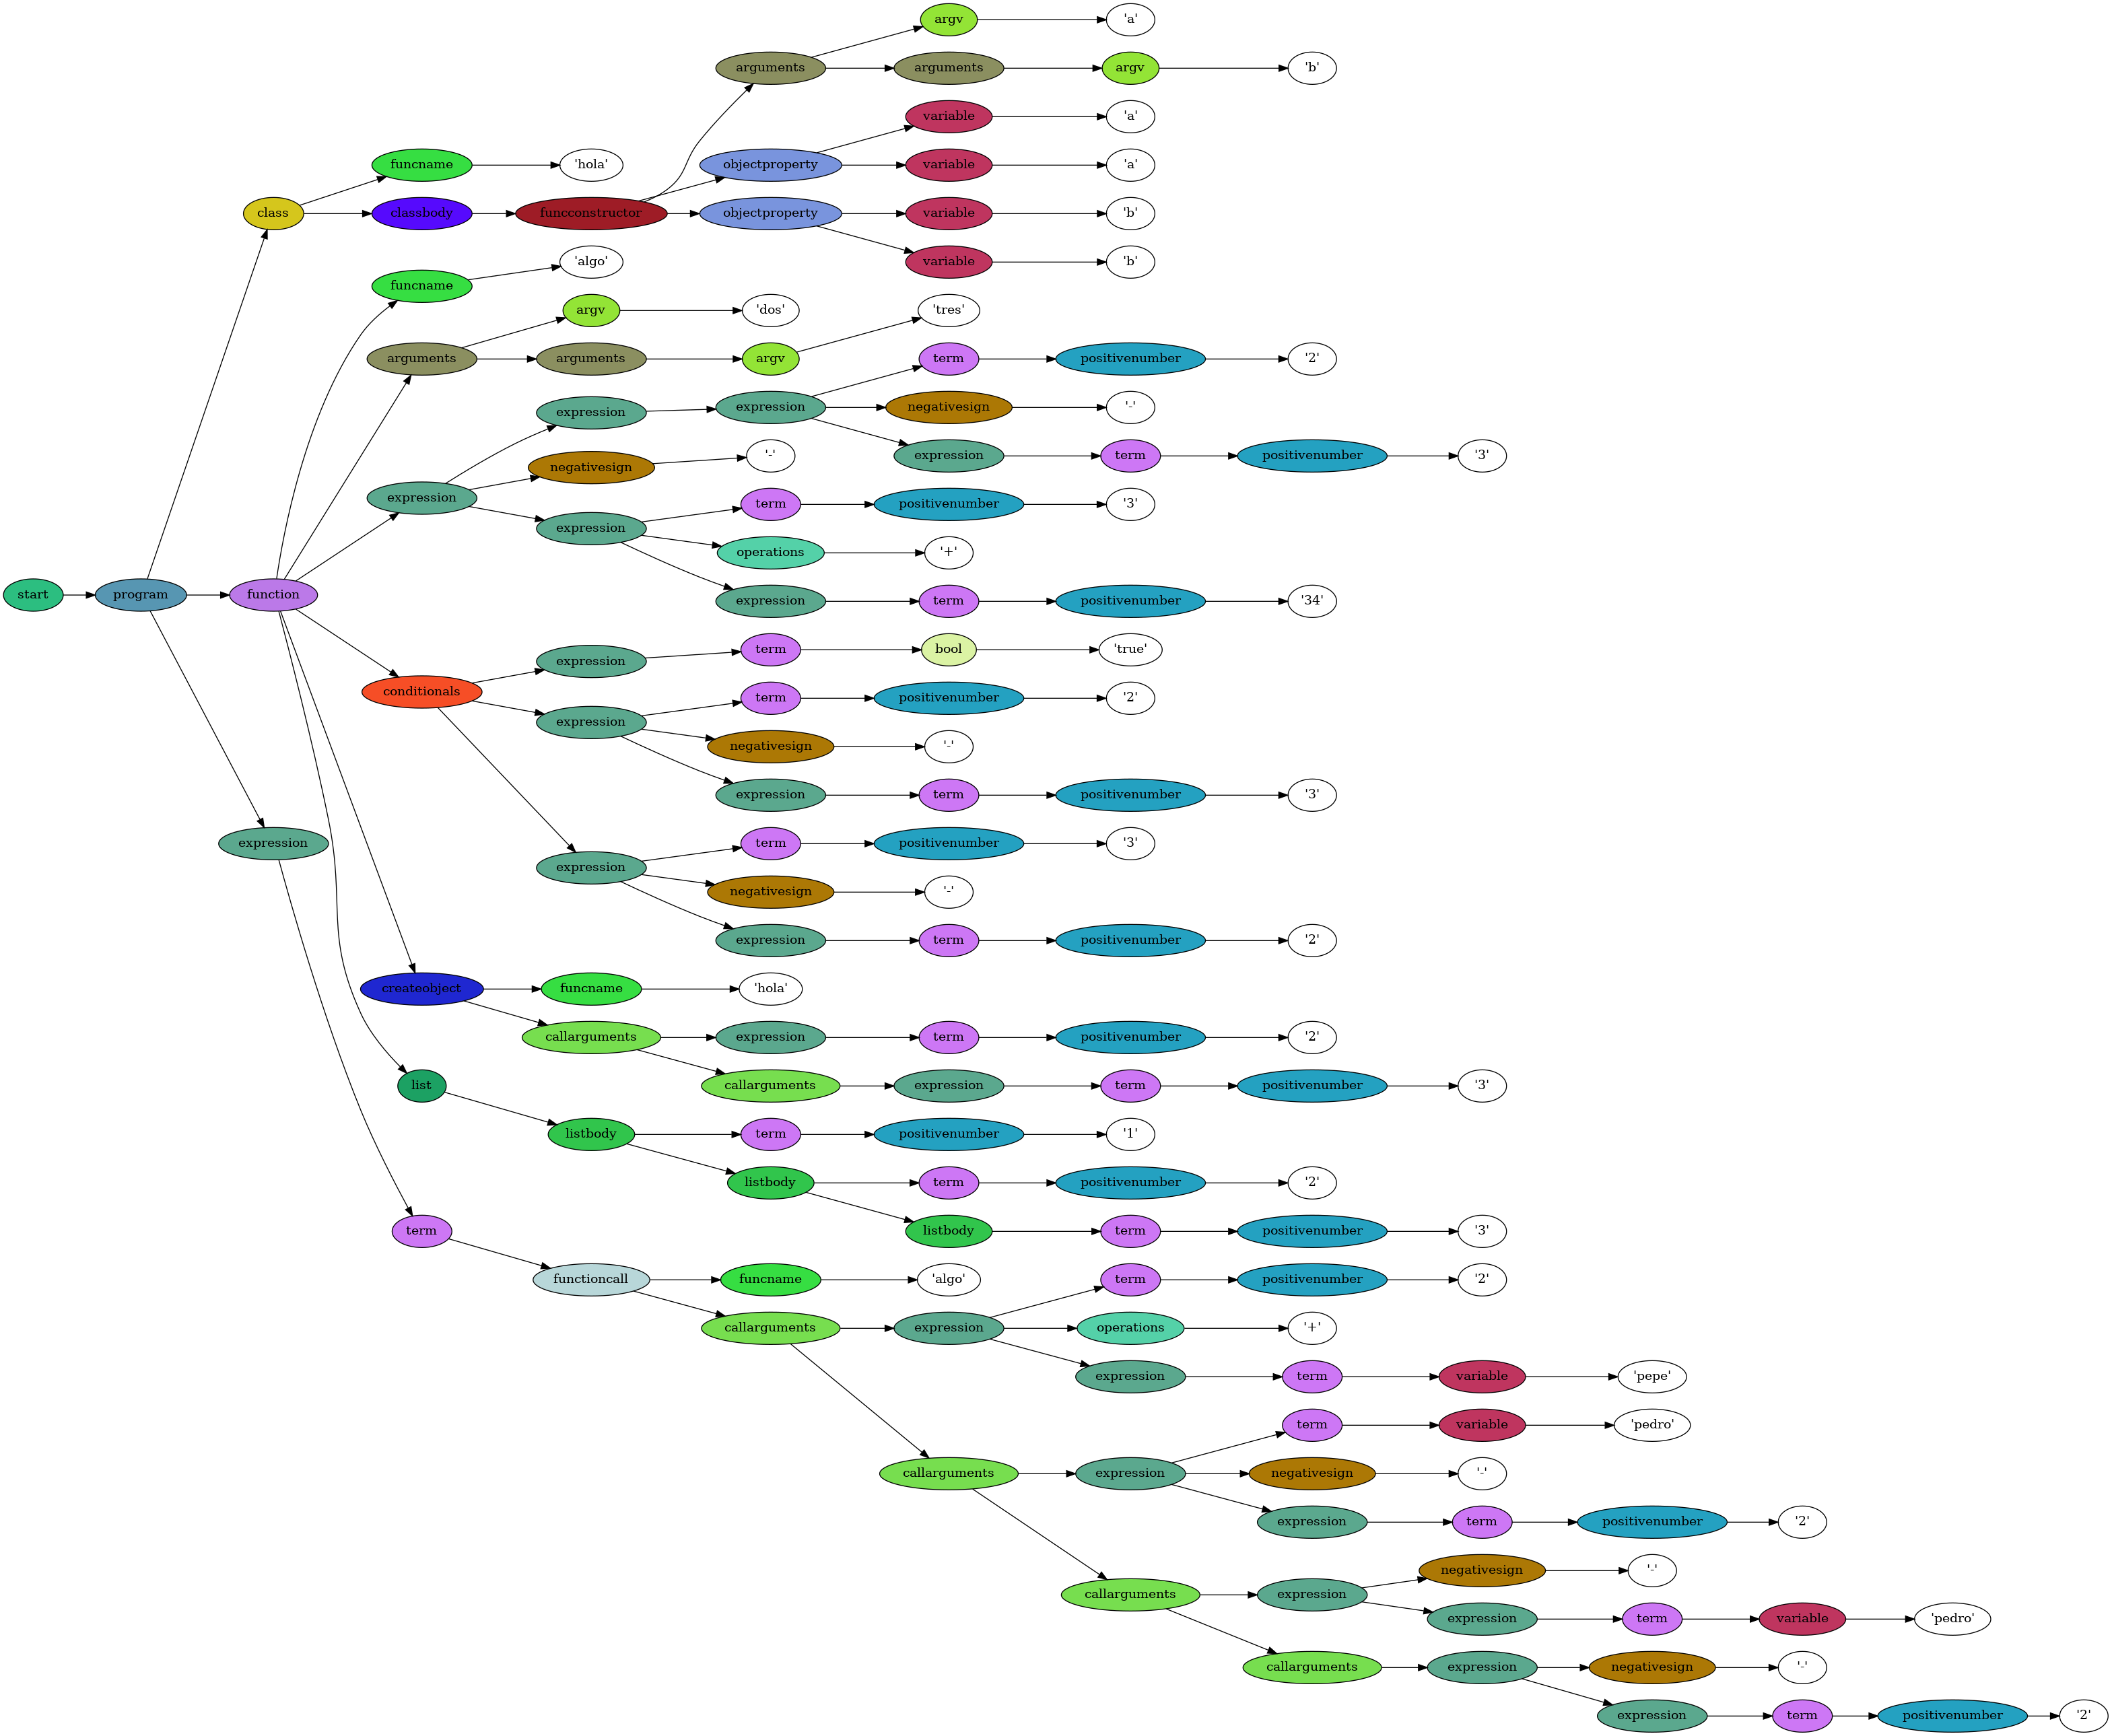 argv 'a'
arguments arguments argv 'b'
variable 'a'
funcname 'hola' objectproperty variable 'a'
class classbody funcconstructor objectproperty variable 'b'
'algo' variable 'b'
funcname
argv 'dos' 'tres'
arguments arguments argv term positivenumber '2'
expression expression negativesign '-'
negativesign '-' expression term positivenumber '3'
expression
term positivenumber '3'
expression
operations '+'
start program function expression term positivenumber '34'
expression term bool 'true'
conditionals term positivenumber '2'
expression
negativesign '-'
expression term positivenumber '3'
expression term positivenumber '3'
expression
negativesign '-'
expression term positivenumber '2'
createobject funcname 'hola'
callarguments expression term positivenumber '2'
list callarguments expression term positivenumber '3'
listbody term positivenumber '1'
listbody term positivenumber '2'
term listbody term positivenumber '3'
functioncall funcname 'algo' term positivenumber '2'
callarguments expression operations '+'
expression term variable 'pepe'
term variable 'pedro'
callarguments expression negativesign '-'
expression term positivenumber '2'
negativesign '-'
callarguments expression
expression term variable 'pedro'
callarguments expression negativesign '-'
expression term positivenumber '2'